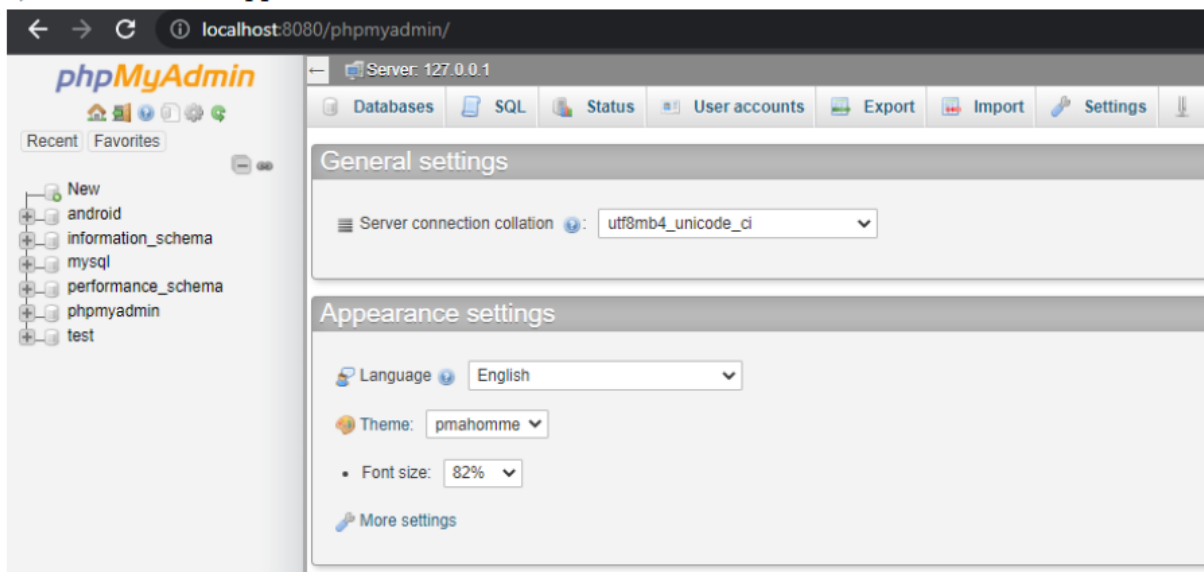 localhost:8080/phpmyadmin/
phpMyAdmin
Recent Favorites
New
android
information_schema
mysql
performance_schema
phpmyadmin
test
Server: 127.0.0.1
Databases SQL Status User accounts Export Import Settings
General settings
Server connection collation : utf8mb4_unicode_ci
Appearance settings
Language English
Theme: pmahomme
• Font size: 82%
More settings